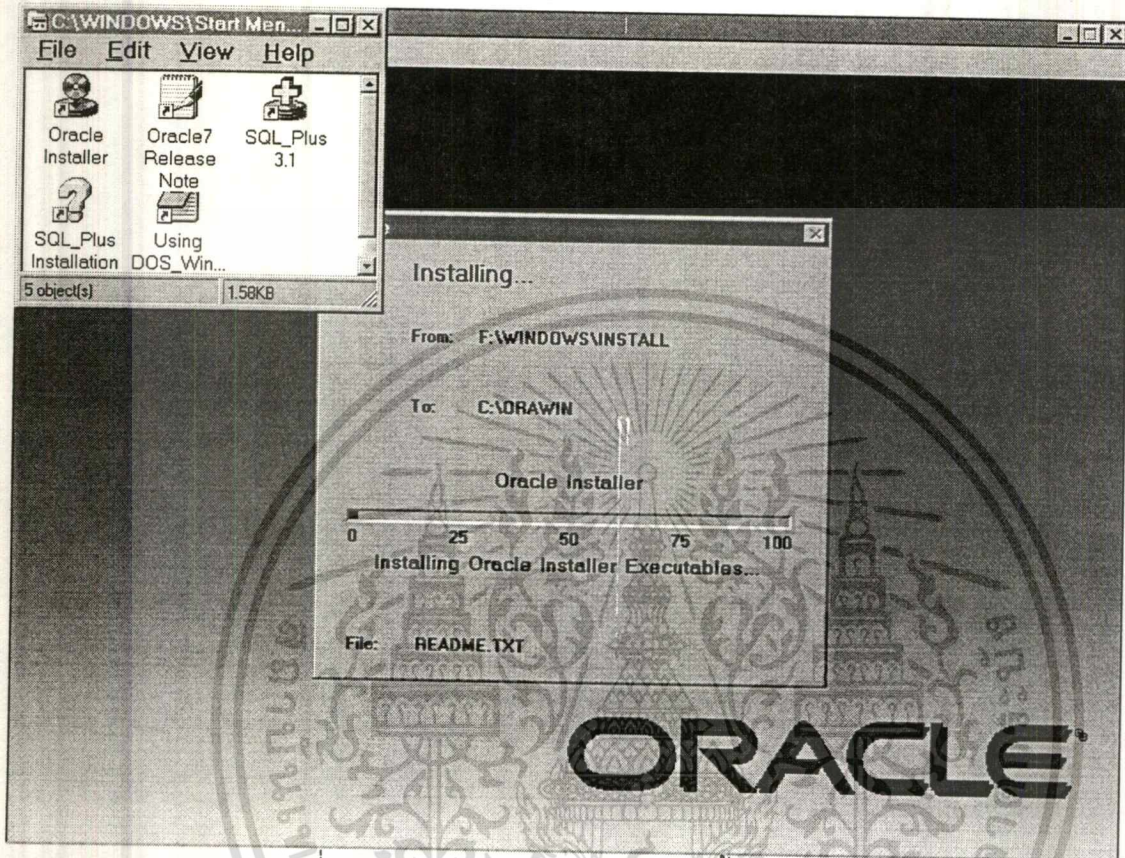 C:\WINDOWS\Start Men...
File Edit View Help
Oracle
Installer
Oracle7
Release
Note
SQL_Plus
3.1
SQL_Plus
Installation
Using
DOS_Win...
5 object(s) 1.58KB
Installing...
From: F:\WINDOWS\INSTALL
To: C:\ORAWIN
Oracle Installer
0 25 50 75 100
Installing Oracle Installer Executables...
File: README.TXT
ORACLE